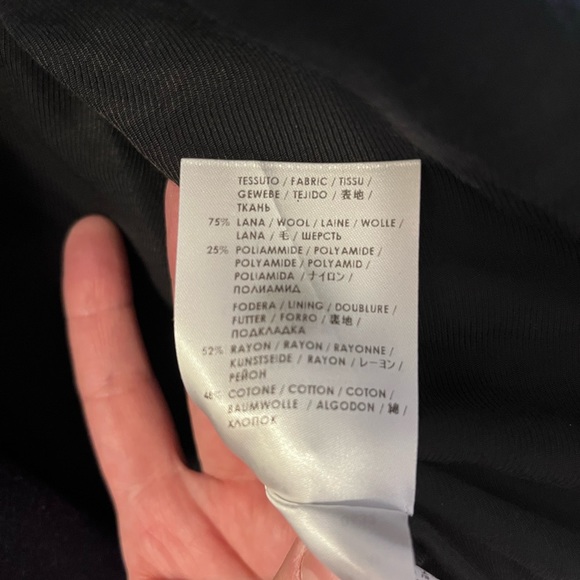 TESSUTO / FABRIC / TISSU /
GEWEBE / TEJIDO / 表地 /
ТКАНЬ
75% LANA / WOOL / LAINE / WOLLE /
LANA / 毛 / ШЕРСТЬ
25% POLIAMMIDE / POLYAMIDE /
POLYAMIDE / POLYAMID /
POLIAMIDA / ナイロン /
ПОЛИАМИД
FODERA / LINING / DOUBLURE /
FUTTER / FORRO / 裏地 /
ПОДКЛАДКА
52% RAYON / RAYON / RAYONNE /
KUNSTSEIDE / RAYON / レーヨン /
РЕЙОН
48% COTONE / COTTON / COTON /
BAUMWOLLE / ALGODON / 綿 /
ХЛОПОК